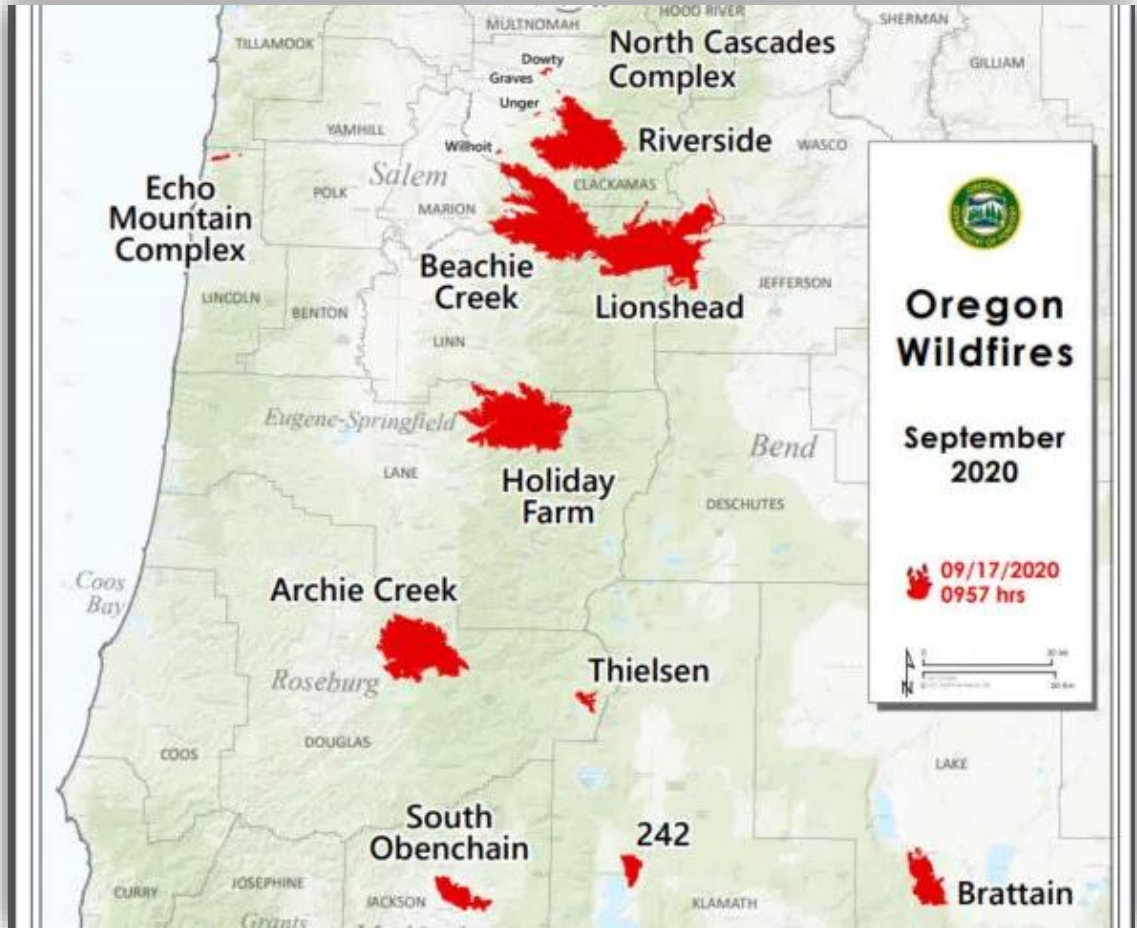 HOOD RIVER
MULTNOMAH
SHERMAN
TILLAMOOK
North Cascades
Complex
GILLIAM
Dowty
Graves
Unger
YAMHILL
Riverside
WASCO
Wilhoit
Salem
CLACKAMAS
Echo
Mountain
Complex
POLK
MARION
Beachie
Creek
JEFFERSON
LINCOLN
BENTON
Lionshead
LINN
Oregon
Wildfires
September
2020
Eugene-Springfield
Bend
LANE
Holiday
Farm
DESCHUTES
09/17/2020
0957 hrs
Coos
Bay
Archie Creek
0
N
Thielsen
Roseburg
DOUGLAS
COOS
LAKE
South
Obenchain
242
CURRY
JOSEPHINE
JACKSON
KLAMATH
Brattain
Grants